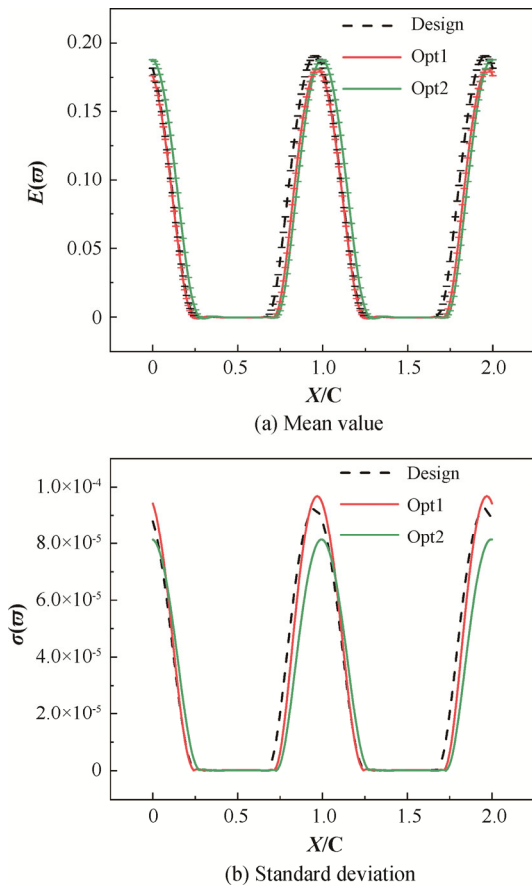 Design
Opt1
Opt2
0.20
0.15
0.10
0.05
0
E(ϖ)
0 0.5 1.0 1.5 2.0
X/C
(a) Mean value
Design
Opt1
Opt2
1.0×10⁻⁴
8.0×10⁻⁵
6.0×10⁻⁵
4.0×10⁻⁵
2.0×10⁻⁵
0
σ(ϖ)
0 0.5 1.0 1.5 2.0
X/C
(b) Standard deviation